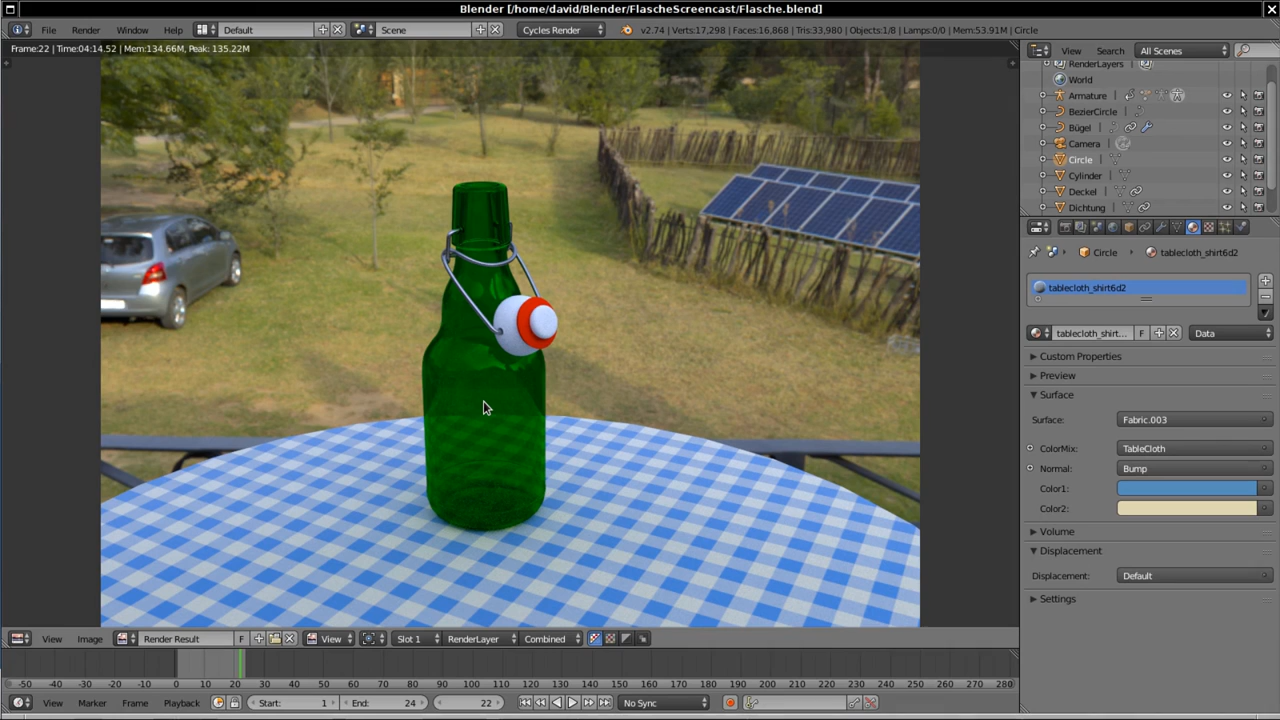 Blender [/home/david/Blender/FlascheScreencast/Flasche.blend]
File Render Window Help Default Scene Cycles Render v2.74 | Verts:17,298 | Faces:16,868 | Tris:33,980 | Objects:1/8 | Lamps:0/0 | Mem:53.91M | Circle
Frame:22 | Time:04:14.52 | Mem:134.66M, Peak: 135.22M
View Search All Scenes
RenderLayers
World
Armature
BezierCircle
Bügel
Camera
Circle
Cylinder
Deckel
Dichtung
Circle tablecloth_shirt6d2
tablecloth_shirt6d2
tablecloth_shirt... F Data
Custom Properties
Preview
Surface
Surface: Fabric.003
ColorMix: TableCloth
Normal: Bump
Color1:
Color2:
Volume
Displacement
Displacement: Default
Settings
View Image Render Result F View Slot 1 RenderLayer Combined
-50 -40 -30 -20 -10 0 10 20 30 40 50 60 70 80 90 100 110 120 130 140 150 160 170 180 190 200 210 220 230 240 250 260 270 280
View Marker Frame Playback Start: 1 End: 24 22 No Sync